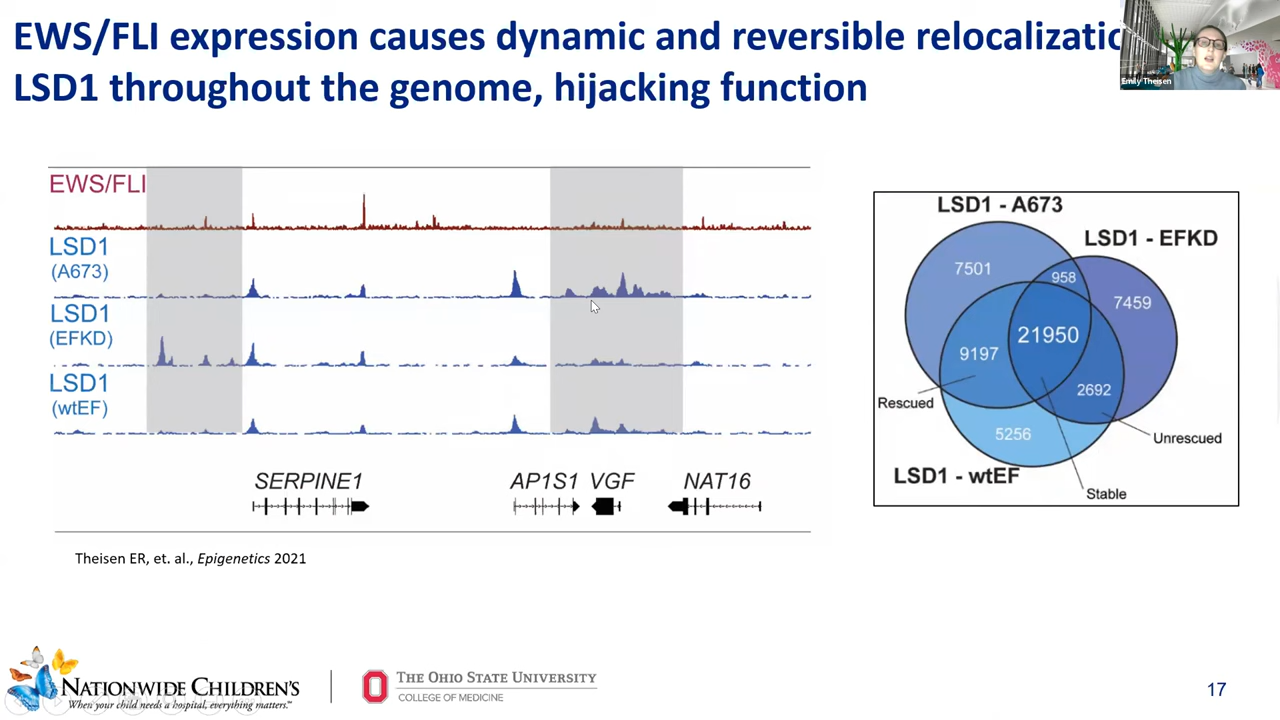 EWS/FLI expression causes dynamic and reversible relocalizatio
LSD1 throughout the genome, hijacking function
Emily Theisen
EWS/FLI
LSD1
(A673)
LSD1
(EFKD)
LSD1
(wtEF)
SERPINE1
AP1S1
VGF
NAT16
LSD1 - A673
LSD1 - EFKD
7501
958
7459
21950
9197
2692
Rescued
5256
Unrescued
LSD1 - wtEF
Stable
Theisen ER, et. al., Epigenetics 2021
NATIONWIDE CHILDREN'S
When your child needs a hospital, everything matters.™
THE OHIO STATE UNIVERSITY
COLLEGE OF MEDICINE
17